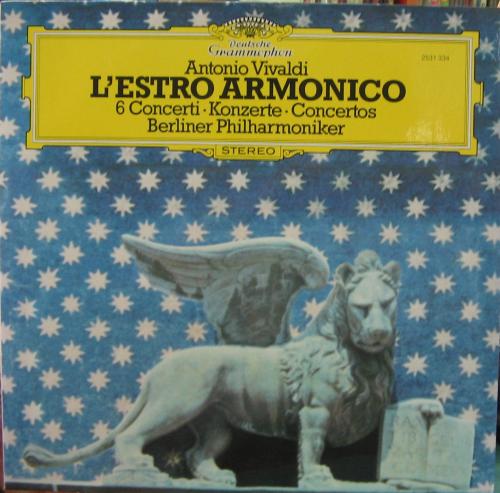 Deutsche
Grammophon
2531 334
Antonio Vivaldi
L'ESTRO ARMONICO
6 Concerti · Konzerte · Concertos
Berliner Philharmoniker
STEREO